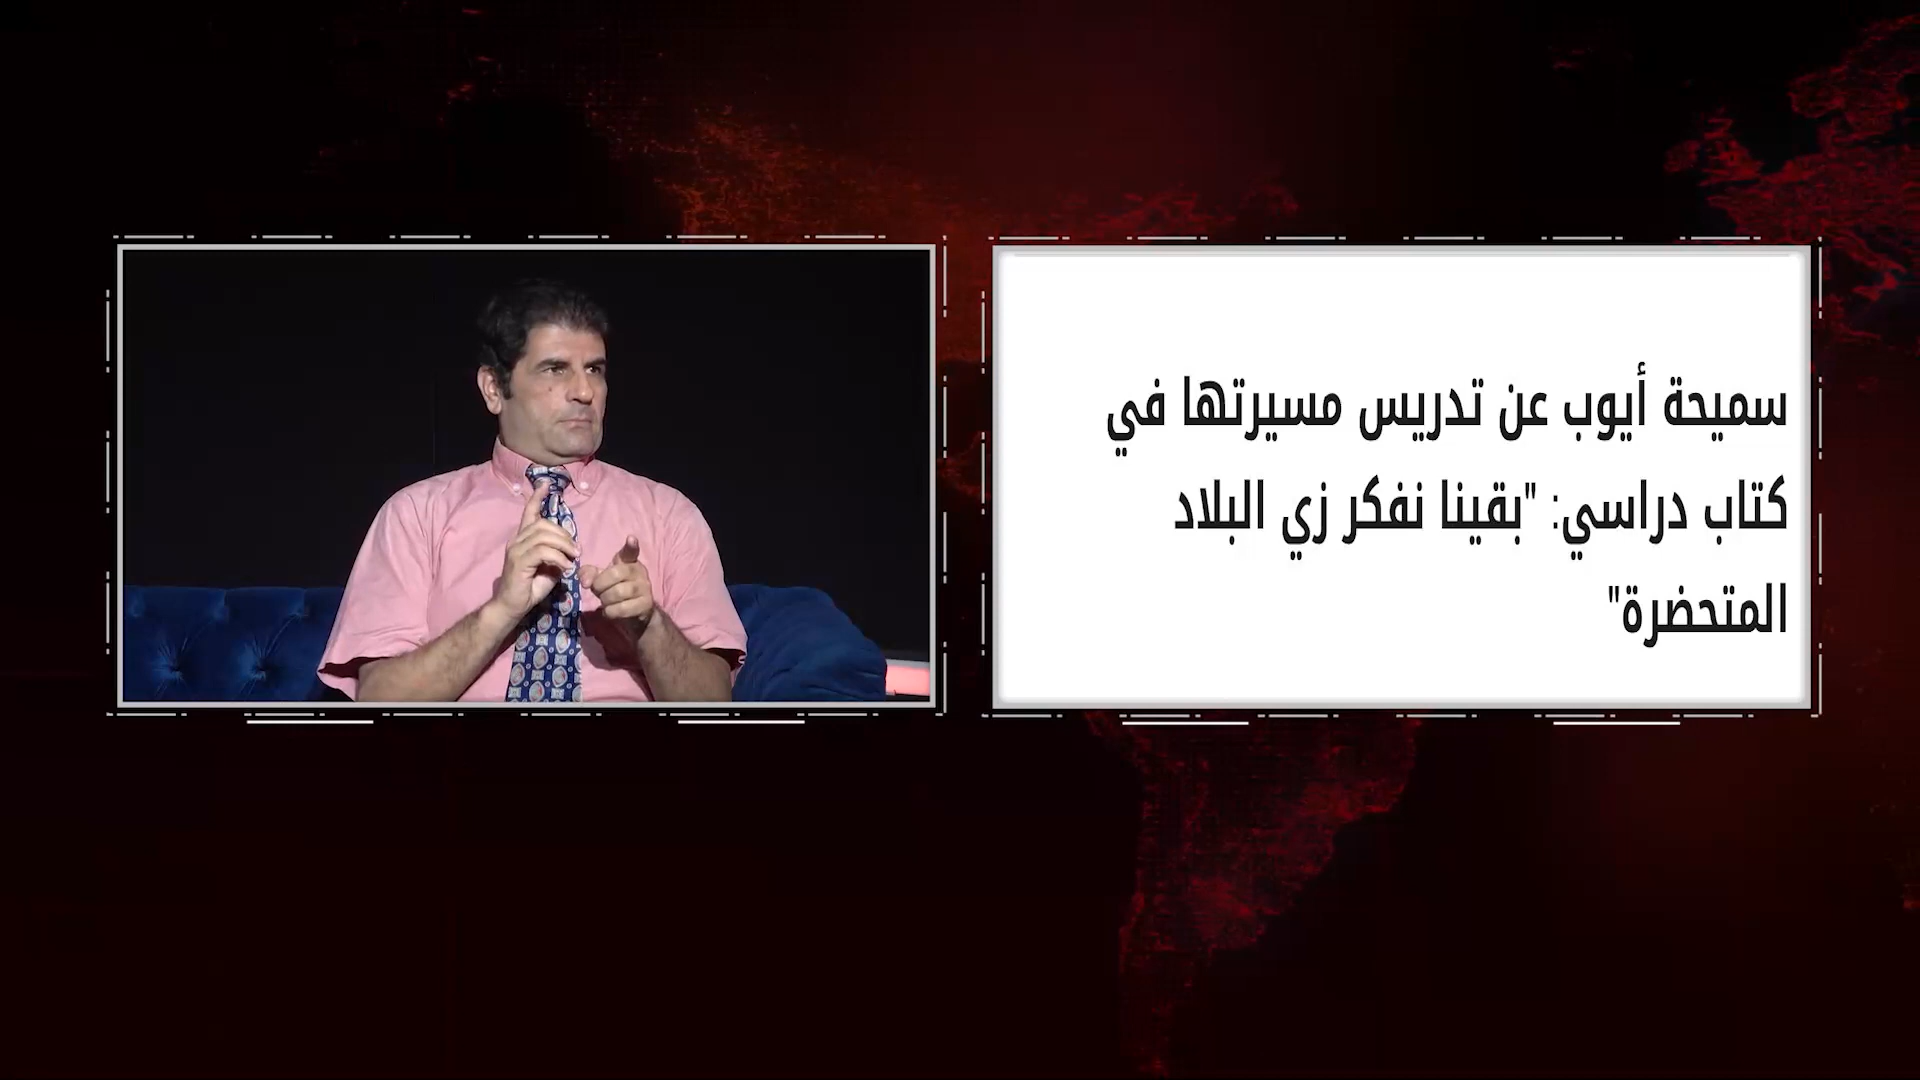 سميحة أيوب عن تدريس مسيرتها في
كتاب دراسي: "بقينا نفكر زي البلاد
المتحضرة"